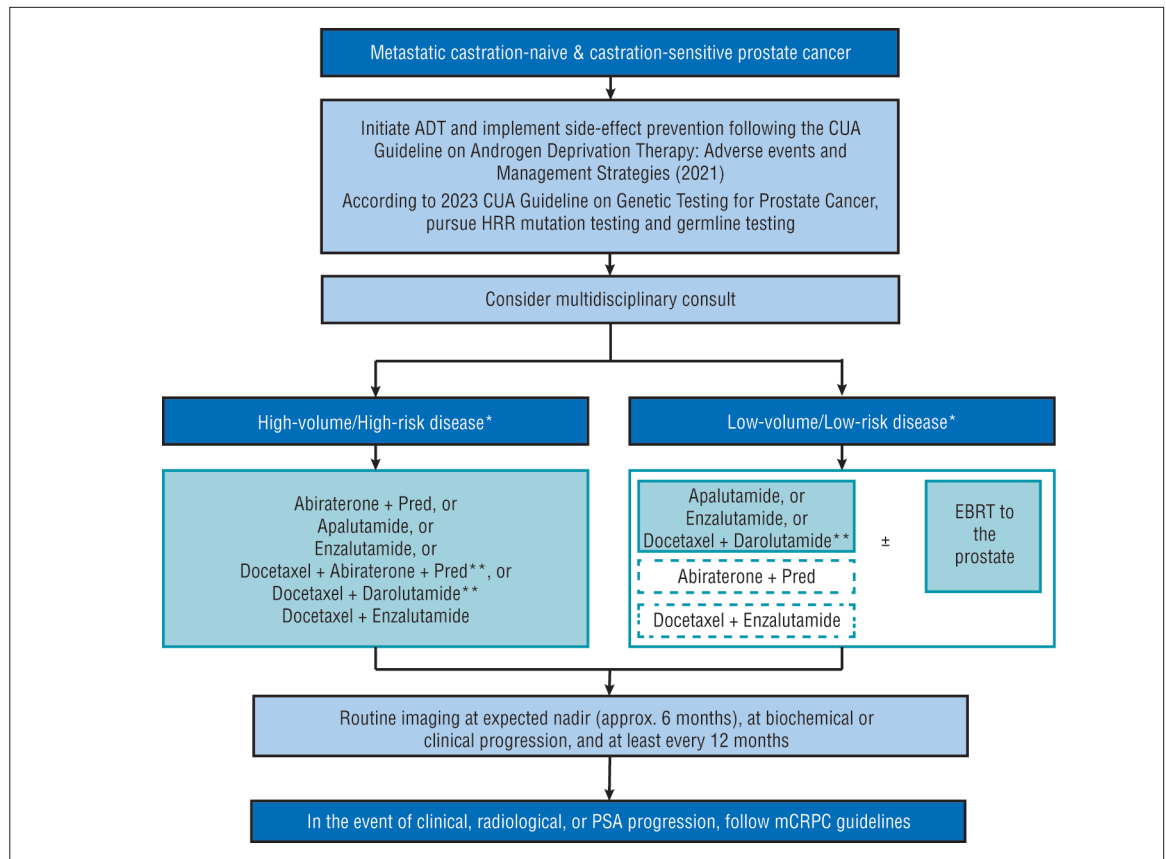 Metastatic castration-naive & castration-sensitive prostate cancer
Initiate ADT and implement side-effect prevention following the CUA
Guideline on Androgen Deprivation Therapy: Adverse events and
Management Strategies (2021)
According to 2023 CUA Guideline on Genetic Testing for Prostate Cancer,
pursue HRR mutation testing and germline testing
Consider multidisciplinary consult
High-volume/High-risk disease*
Abiraterone + Pred, or
Apalutamide, or
Enzalutamide, or
Docetaxel + Abiraterone + Pred**, or
Docetaxel + Darolutamide**
Docetaxel + Enzalutamide
Low-volume/Low-risk disease*
Apalutamide, or
Enzalutamide, or
Docetaxel + Darolutamide**
Abiraterone + Pred
Docetaxel + Enzalutamide
±
EBRT to
the
prostate
Routine imaging at expected nadir (approx. 6 months), at biochemical or
clinical progression, and at least every 12 months
In the event of clinical, radiological, or PSA progression, follow mCRPC guidelines